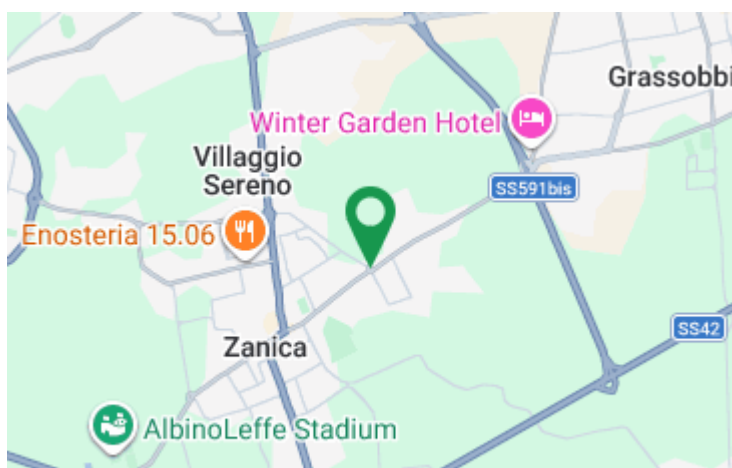 Grassobbi
Winter Garden Hotel
Villaggio
Sereno
SS591bis
Enosteria 15.06
SS42
Zanica
AlbinoLeffe Stadium